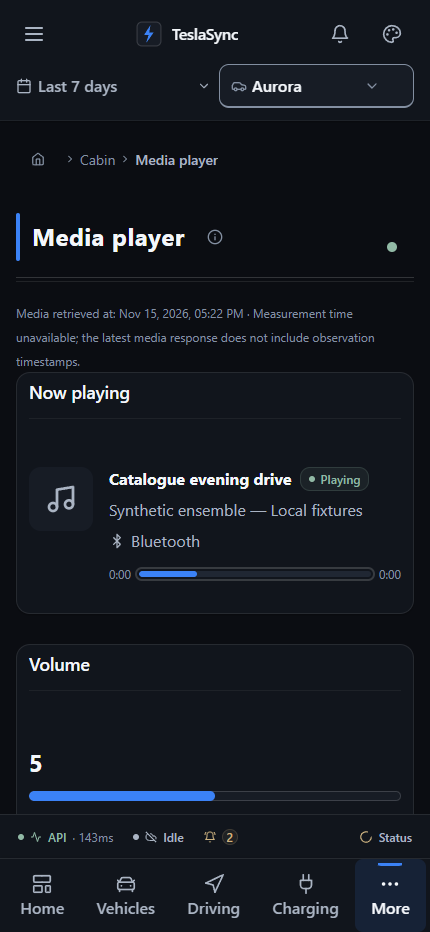 TeslaSync
Last 7 days
Aurora
Cabin
Media player
Media player
Media retrieved at: Nov 15, 2026, 05:22 PM · Measurement time
unavailable; the latest media response does not include observation
timestamps.
Now playing
Catalogue evening drive
Playing
Synthetic ensemble — Local fixtures
Bluetooth
0:00
0:00
Volume
5
API · 143ms
Idle
2
Status
Home
Vehicles
Driving
Charging
More